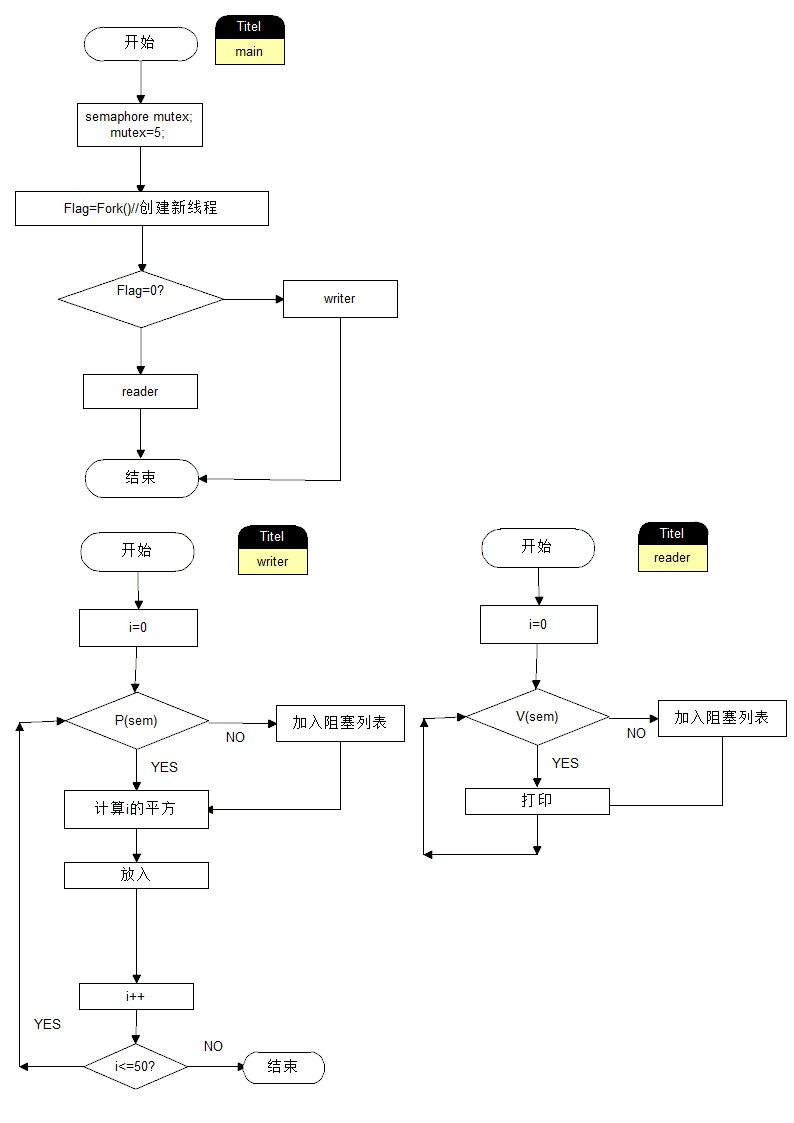 开始
Titel
main
semaphore mutex;
mutex=5;
Flag=Fork()//创建新线程
Flag=0?
writer
reader
结束
开始
Titel
writer
i=0
P(sem)
NO
加入阻塞列表
YES
计算i的平方
放入
i++
YES
i<=50?
NO
结束
开始
Titel
reader
i=0
V(sem)
NO
加入阻塞列表
YES
打印